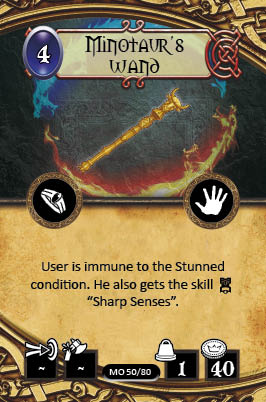 4
Minotaur's
wand
User is immune to the Stunned
condition. He also gets the skill
“Sharp Senses”.
~ ~ MO 50/80 1 40